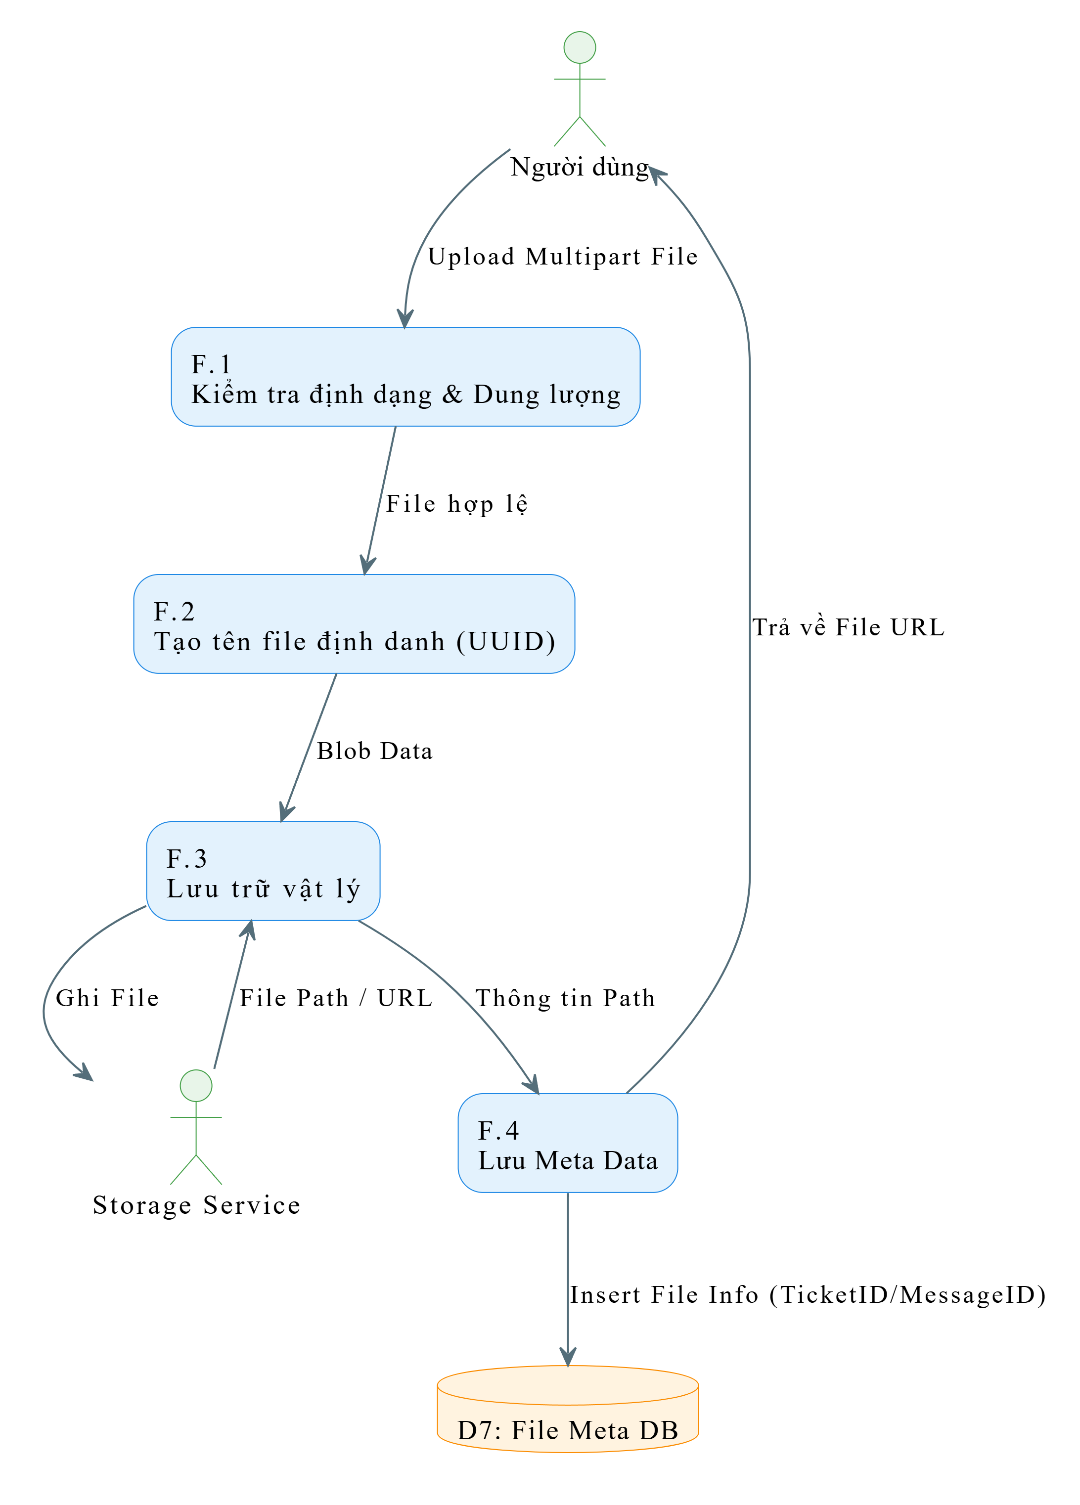 Người dùng
Upload Multipart File
F.1
Kiểm tra định dạng & Dung lượng
File hợp lệ
F.2
Tạo tên file định danh (UUID)
Trả về File URL
Blob Data
F.3
Lưu trữ vật lý
Ghi File
File Path / URL
Thông tin Path
Storage Service
F.4
Lưu Meta Data
Insert File Info (TicketID/MessageID)
D7: File Meta DB